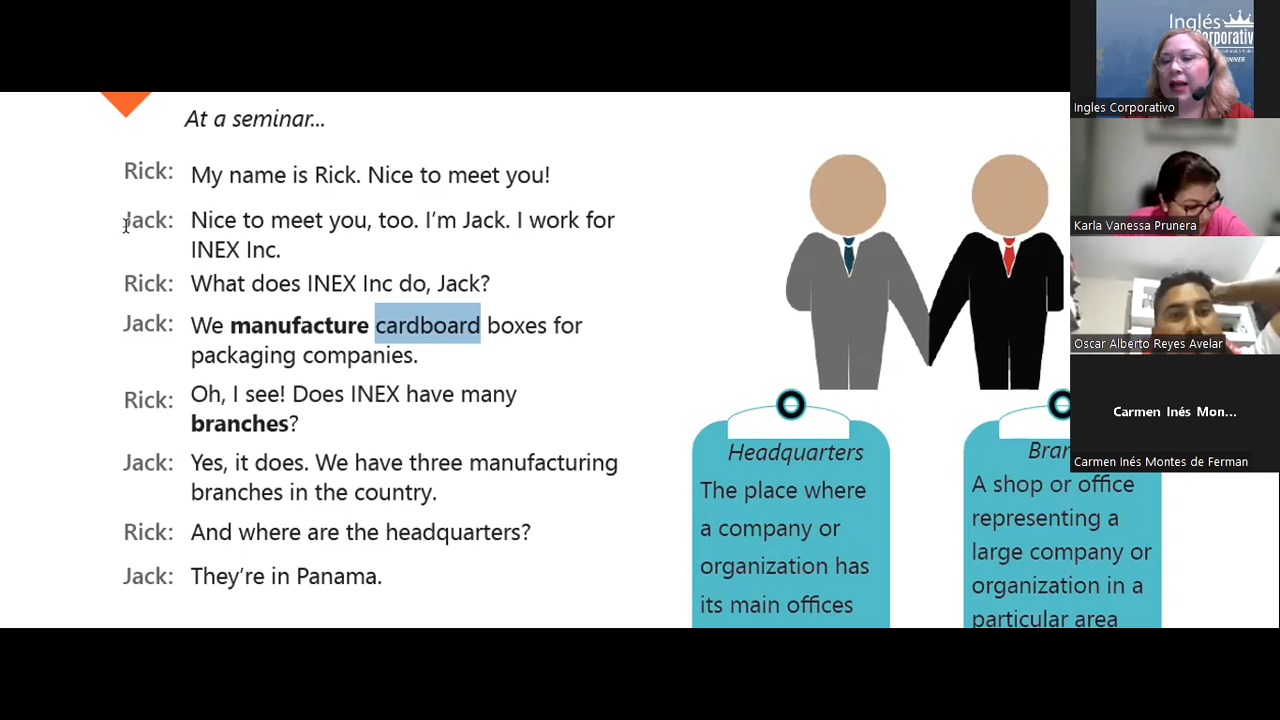 At a seminar...
Rick: My name is Rick. Nice to meet you!
Jack: Nice to meet you, too. I'm Jack. I work for
INEX Inc.
Rick: What does INEX Inc do, Jack?
Jack: We manufacture cardboard boxes for
packaging companies.
Rick: Oh, I see! Does INEX have many
branches?
Jack: Yes, it does. We have three manufacturing
branches in the country.
Rick: And where are the headquarters?
Jack: They're in Panama.
Headquarters
The place where
a company or
organization has
its main offices
A shop or office
representing a
large company or
organization in a
particular area
Inglés
Ingles Corporativo
Karla Vanessa Prunera
Oscar Alberto Reyes Avelar
Carmen Inés Mon...
Carmen Inés Montes de Ferman